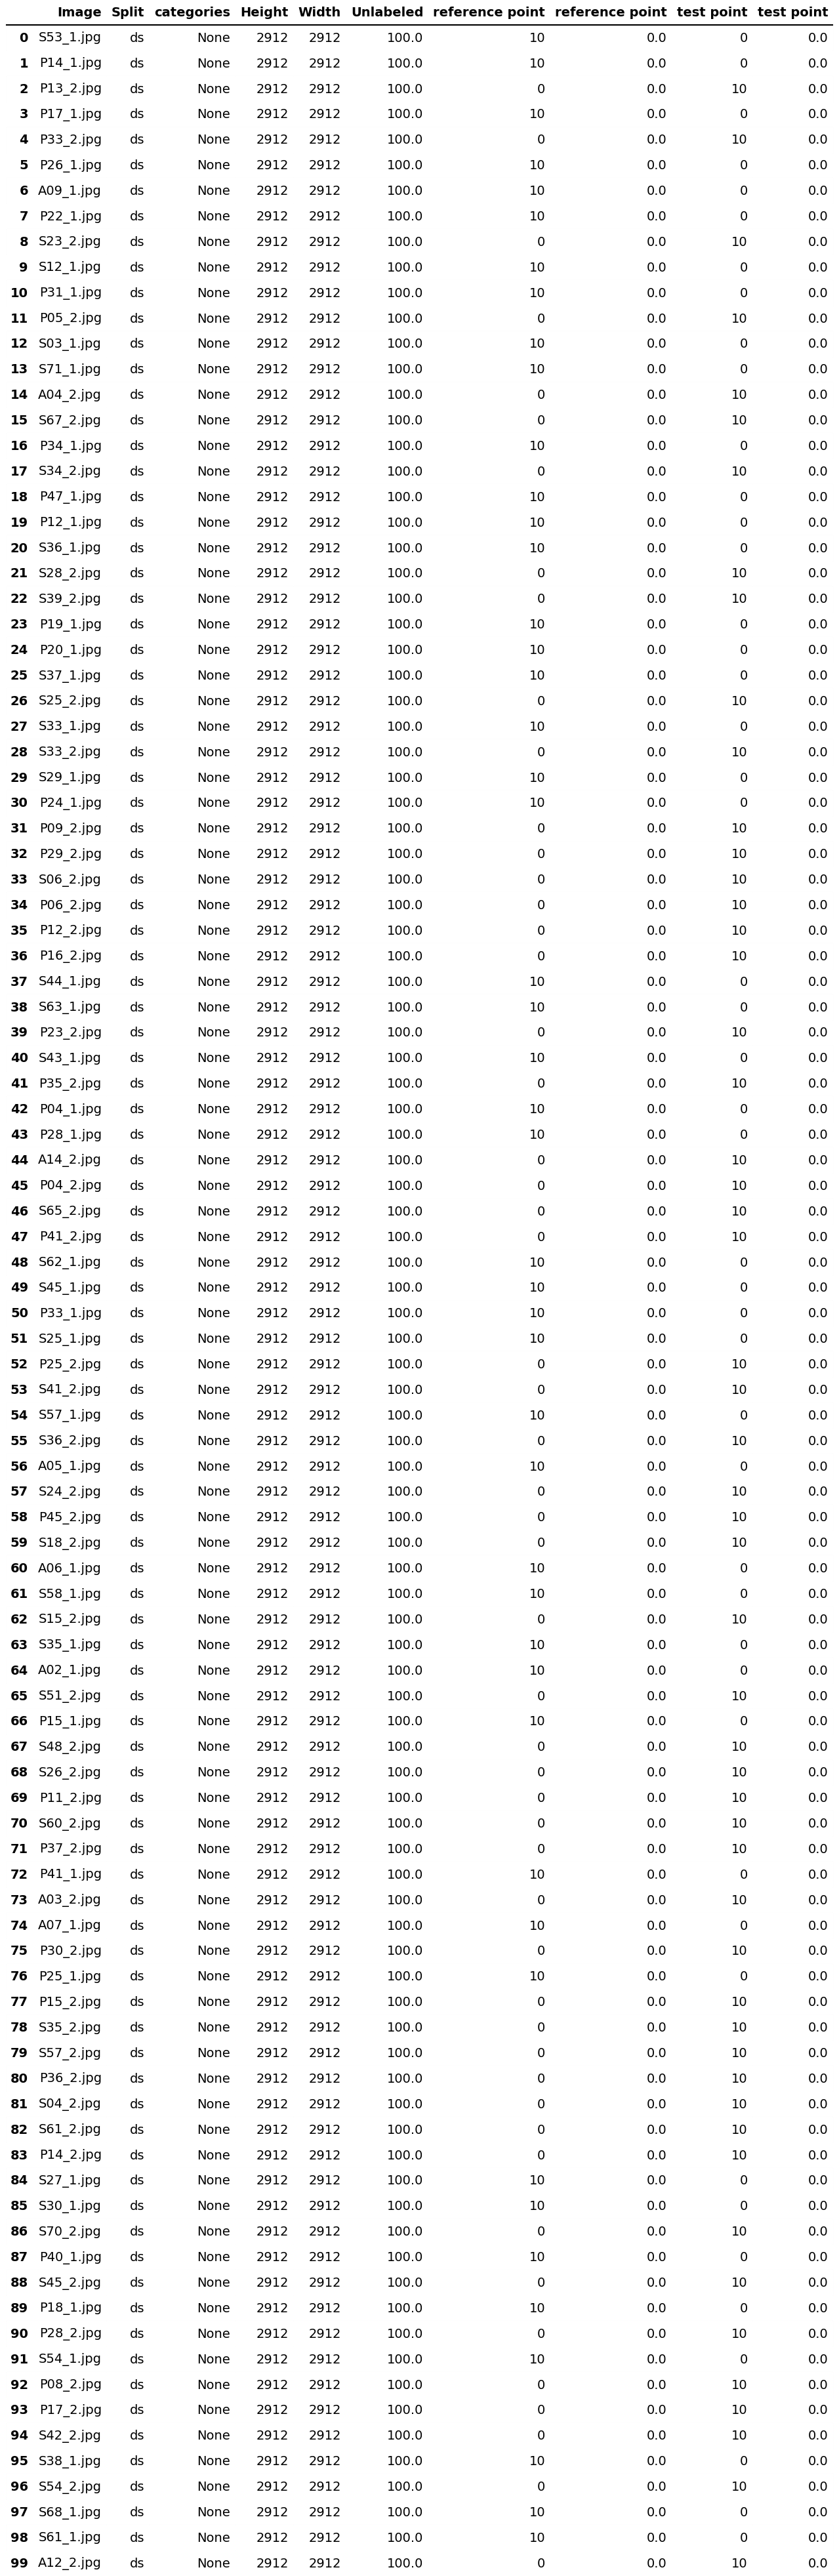 Image Split categories Height Width Unlabeled reference point reference point test point test point
0 S53_1.jpg ds None 2912 2912 100.0 10 0.0 0 0.0
1 P14_1.jpg ds None 2912 2912 100.0 10 0.0 0 0.0
2 P13_2.jpg ds None 2912 2912 100.0 0 0.0 10 0.0
3 P17_1.jpg ds None 2912 2912 100.0 10 0.0 0 0.0
4 P33_2.jpg ds None 2912 2912 100.0 0 0.0 10 0.0
5 P26_1.jpg ds None 2912 2912 100.0 10 0.0 0 0.0
6 A09_1.jpg ds None 2912 2912 100.0 10 0.0 0 0.0
7 P22_1.jpg ds None 2912 2912 100.0 10 0.0 0 0.0
8 S23_2.jpg ds None 2912 2912 100.0 0 0.0 10 0.0
9 S12_1.jpg ds None 2912 2912 100.0 10 0.0 0 0.0
10 P31_1.jpg ds None 2912 2912 100.0 10 0.0 0 0.0
11 P05_2.jpg ds None 2912 2912 100.0 0 0.0 10 0.0
12 S03_1.jpg ds None 2912 2912 100.0 10 0.0 0 0.0
13 S71_1.jpg ds None 2912 2912 100.0 10 0.0 0 0.0
14 A04_2.jpg ds None 2912 2912 100.0 0 0.0 10 0.0
15 S67_2.jpg ds None 2912 2912 100.0 0 0.0 10 0.0
16 P34_1.jpg ds None 2912 2912 100.0 10 0.0 0 0.0
17 S34_2.jpg ds None 2912 2912 100.0 0 0.0 10 0.0
18 P47_1.jpg ds None 2912 2912 100.0 10 0.0 0 0.0
19 P12_1.jpg ds None 2912 2912 100.0 10 0.0 0 0.0
20 S36_1.jpg ds None 2912 2912 100.0 10 0.0 0 0.0
21 S28_2.jpg ds None 2912 2912 100.0 0 0.0 10 0.0
22 S39_2.jpg ds None 2912 2912 100.0 0 0.0 10 0.0
23 P19_1.jpg ds None 2912 2912 100.0 10 0.0 0 0.0
24 P20_1.jpg ds None 2912 2912 100.0 10 0.0 0 0.0
25 S37_1.jpg ds None 2912 2912 100.0 10 0.0 0 0.0
26 S25_2.jpg ds None 2912 2912 100.0 0 0.0 10 0.0
27 S33_1.jpg ds None 2912 2912 100.0 10 0.0 0 0.0
28 S33_2.jpg ds None 2912 2912 100.0 0 0.0 10 0.0
29 S29_1.jpg ds None 2912 2912 100.0 10 0.0 0 0.0
30 P24_1.jpg ds None 2912 2912 100.0 10 0.0 0 0.0
31 P09_2.jpg ds None 2912 2912 100.0 0 0.0 10 0.0
32 P29_2.jpg ds None 2912 2912 100.0 0 0.0 10 0.0
33 S06_2.jpg ds None 2912 2912 100.0 0 0.0 10 0.0
34 P06_2.jpg ds None 2912 2912 100.0 0 0.0 10 0.0
35 P12_2.jpg ds None 2912 2912 100.0 0 0.0 10 0.0
36 P16_2.jpg ds None 2912 2912 100.0 0 0.0 10 0.0
37 S44_1.jpg ds None 2912 2912 100.0 10 0.0 0 0.0
38 S63_1.jpg ds None 2912 2912 100.0 10 0.0 0 0.0
39 P23_2.jpg ds None 2912 2912 100.0 0 0.0 10 0.0
40 S43_1.jpg ds None 2912 2912 100.0 10 0.0 0 0.0
41 P35_2.jpg ds None 2912 2912 100.0 0 0.0 10 0.0
42 P04_1.jpg ds None 2912 2912 100.0 10 0.0 0 0.0
43 P28_1.jpg ds None 2912 2912 100.0 10 0.0 0 0.0
44 A14_2.jpg ds None 2912 2912 100.0 0 0.0 10 0.0
45 P04_2.jpg ds None 2912 2912 100.0 0 0.0 10 0.0
46 S65_2.jpg ds None 2912 2912 100.0 0 0.0 10 0.0
47 P41_2.jpg ds None 2912 2912 100.0 0 0.0 10 0.0
48 S62_1.jpg ds None 2912 2912 100.0 10 0.0 0 0.0
49 S45_1.jpg ds None 2912 2912 100.0 10 0.0 0 0.0
50 P33_1.jpg ds None 2912 2912 100.0 10 0.0 0 0.0
51 S25_1.jpg ds None 2912 2912 100.0 10 0.0 0 0.0
52 P25_2.jpg ds None 2912 2912 100.0 0 0.0 10 0.0
53 S41_2.jpg ds None 2912 2912 100.0 0 0.0 10 0.0
54 S57_1.jpg ds None 2912 2912 100.0 10 0.0 0 0.0
55 S36_2.jpg ds None 2912 2912 100.0 0 0.0 10 0.0
56 A05_1.jpg ds None 2912 2912 100.0 10 0.0 0 0.0
57 S24_2.jpg ds None 2912 2912 100.0 0 0.0 10 0.0
58 P45_2.jpg ds None 2912 2912 100.0 0 0.0 10 0.0
59 S18_2.jpg ds None 2912 2912 100.0 0 0.0 10 0.0
60 A06_1.jpg ds None 2912 2912 100.0 10 0.0 0 0.0
61 S58_1.jpg ds None 2912 2912 100.0 10 0.0 0 0.0
62 S15_2.jpg ds None 2912 2912 100.0 0 0.0 10 0.0
63 S35_1.jpg ds None 2912 2912 100.0 10 0.0 0 0.0
64 A02_1.jpg ds None 2912 2912 100.0 10 0.0 0 0.0
65 S51_2.jpg ds None 2912 2912 100.0 0 0.0 10 0.0
66 P15_1.jpg ds None 2912 2912 100.0 10 0.0 0 0.0
67 S48_2.jpg ds None 2912 2912 100.0 0 0.0 10 0.0
68 S26_2.jpg ds None 2912 2912 100.0 0 0.0 10 0.0
69 P11_2.jpg ds None 2912 2912 100.0 0 0.0 10 0.0
70 S60_2.jpg ds None 2912 2912 100.0 0 0.0 10 0.0
71 P37_2.jpg ds None 2912 2912 100.0 0 0.0 10 0.0
72 P41_1.jpg ds None 2912 2912 100.0 10 0.0 0 0.0
73 A03_2.jpg ds None 2912 2912 100.0 0 0.0 10 0.0
74 A07_1.jpg ds None 2912 2912 100.0 10 0.0 0 0.0
75 P30_2.jpg ds None 2912 2912 100.0 0 0.0 10 0.0
76 P25_1.jpg ds None 2912 2912 100.0 10 0.0 0 0.0
77 P15_2.jpg ds None 2912 2912 100.0 0 0.0 10 0.0
78 S35_2.jpg ds None 2912 2912 100.0 0 0.0 10 0.0
79 S57_2.jpg ds None 2912 2912 100.0 0 0.0 10 0.0
80 P36_2.jpg ds None 2912 2912 100.0 0 0.0 10 0.0
81 S04_2.jpg ds None 2912 2912 100.0 0 0.0 10 0.0
82 S61_2.jpg ds None 2912 2912 100.0 0 0.0 10 0.0
83 P14_2.jpg ds None 2912 2912 100.0 0 0.0 10 0.0
84 S27_1.jpg ds None 2912 2912 100.0 10 0.0 0 0.0
85 S30_1.jpg ds None 2912 2912 100.0 10 0.0 0 0.0
86 S70_2.jpg ds None 2912 2912 100.0 0 0.0 10 0.0
87 P40_1.jpg ds None 2912 2912 100.0 10 0.0 0 0.0
88 S45_2.jpg ds None 2912 2912 100.0 0 0.0 10 0.0
89 P18_1.jpg ds None 2912 2912 100.0 10 0.0 0 0.0
90 P28_2.jpg ds None 2912 2912 100.0 0 0.0 10 0.0
91 S54_1.jpg ds None 2912 2912 100.0 10 0.0 0 0.0
92 P08_2.jpg ds None 2912 2912 100.0 0 0.0 10 0.0
93 P17_2.jpg ds None 2912 2912 100.0 0 0.0 10 0.0
94 S42_2.jpg ds None 2912 2912 100.0 0 0.0 10 0.0
95 S38_1.jpg ds None 2912 2912 100.0 10 0.0 0 0.0
96 S54_2.jpg ds None 2912 2912 100.0 0 0.0 10 0.0
97 S68_1.jpg ds None 2912 2912 100.0 10 0.0 0 0.0
98 S61_1.jpg ds None 2912 2912 100.0 10 0.0 0 0.0
99 A12_2.jpg ds None 2912 2912 100.0 0 0.0 10 0.0